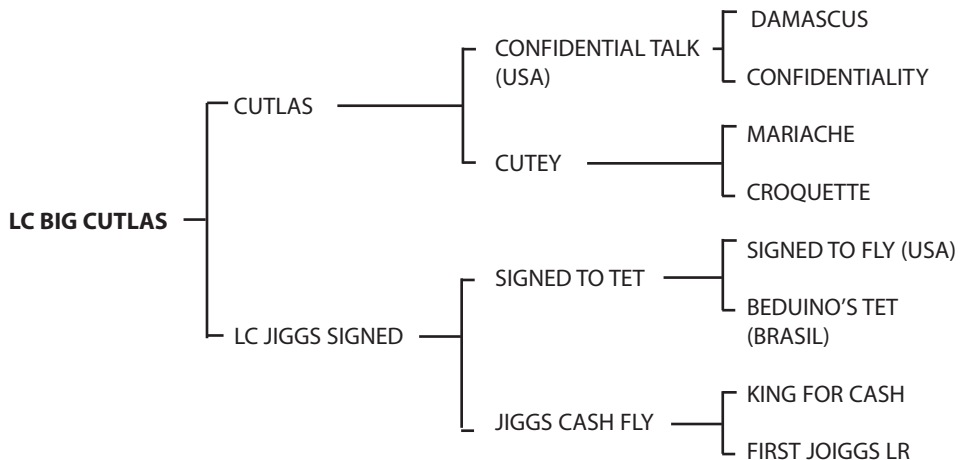 DAMASCUS
CONFIDENTIAL TALK
(USA)
CONFIDENTIALITY
CUTLAS
MARIACHE
CUTEY
CROQUETTE
LC BIG CUTLAS
SIGNED TO FLY (USA)
SIGNED TO TET
BEDUINO'S TET
(BRASIL)
LC JIGGS SIGNED
KING FOR CASH
JIGGS CASH FLY
FIRST JOIGGS LR